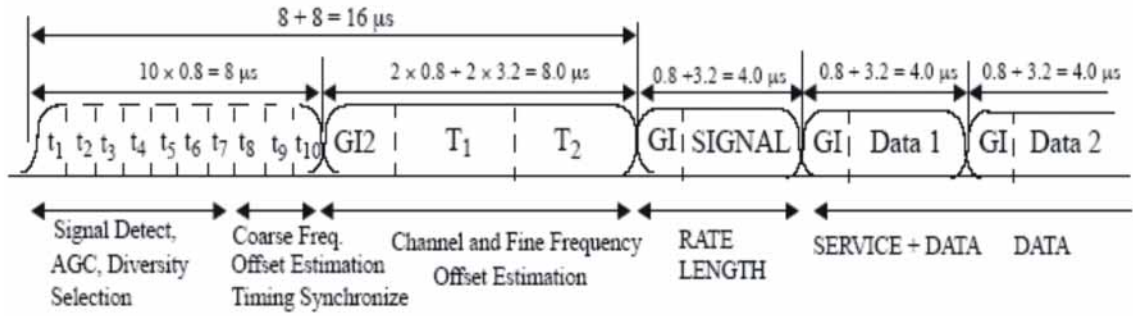 8 + 8 = 16 μs
10 × 0.8 = 8 μs
2 × 0.8 + 2 × 3.2 = 8.0 μs
0.8 +3.2 = 4.0 μs
0.8 + 3.2 = 4.0 μs
0.8 + 3.2 = 4.0 μs
t1 t2 t3 t4 t5 t6 t7 t8 t9 t10 GI2 T1 T2 GI SIGNAL GI Data 1 GI Data 2
Signal Detect,
AGC, Diversity
Selection
Coarse Freq.
Offset Estimation
Timing Synchronize
Channel and Fine Frequency
Offset Estimation
RATE
LENGTH
SERVICE + DATA
DATA